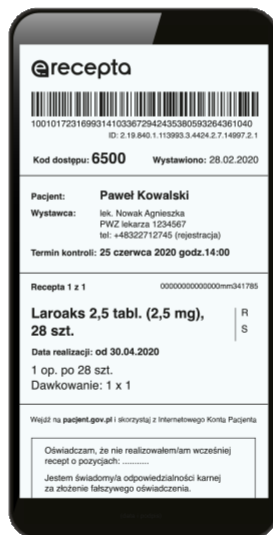 erecepta
10010172316993141033672942435380593264361040
ID: 2.19.840.1.113993.3.4424.2.7.14997.2.1
Kod dostępu: 6500 Wystawiono: 28.02.2020
Pacjent: Paweł Kowalski
Wystawca: lek. Nowak Agnieszka
PWZ lekarza 1234567
tel: +48322712745 (rejestracja)
Termin kontroli: 25 czerwca 2020 godz.14:00
Recepta 1 z 1 00000000000000mm341785
Laroaks 2,5 tabl. (2,5 mg), R
28 szt. S
Data realizacji: od 30.04.2020
1 op. po 28 szt.
Dawkowanie: 1 x 1
Wejdź na pacjent.gov.pl i skorzystaj z Internetowego Konta Pacjenta
Oświadczam, że nie realizowałem/am wcześniej
recept o pozycjach: ...........
Jestem świadomy/a odpowiedzialności karnej
za złożenie fałszywego oświadczenia.